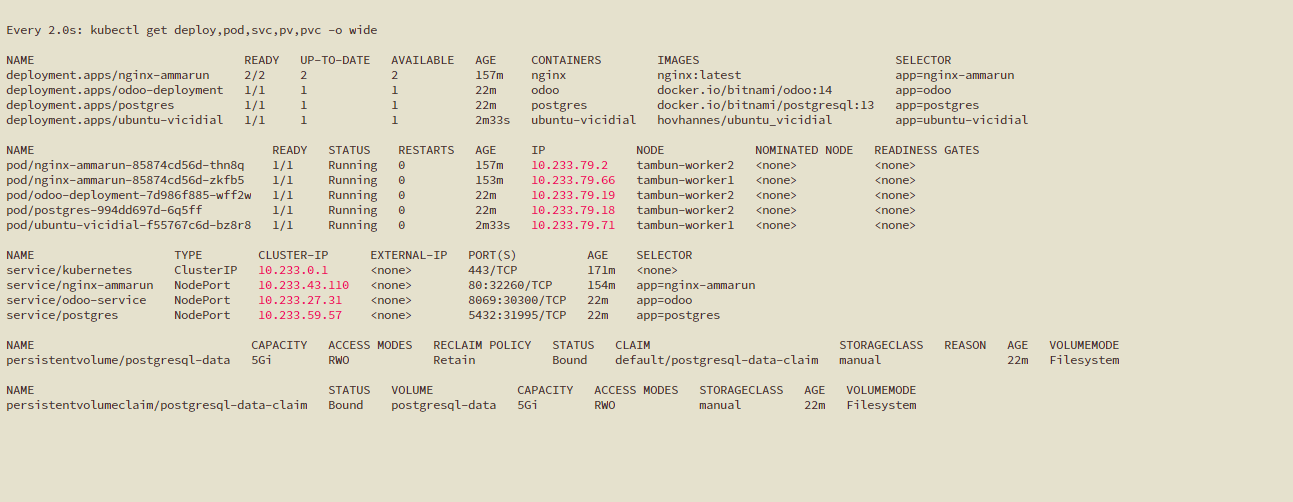 Every 2.0s: kubectl get deploy,pod,svc,pv,pvc -o wide
NAME READY UP-TO-DATE AVAILABLE AGE CONTAINERS IMAGES SELECTOR
deployment.apps/nginx-ammarun 2/2 2 2 157m nginx nginx:latest app=nginx-ammarun
deployment.apps/odoo-deployment 1/1 1 1 22m odoo docker.io/bitnami/odoo:14 app=odoo
deployment.apps/postgres 1/1 1 1 22m postgres docker.io/bitnami/postgresql:13 app=postgres
deployment.apps/ubuntu-vicidial 1/1 1 1 2m33s ubuntu-vicidial hovhannes/ubuntu_vicidial app=ubuntu-vicidial
NAME READY STATUS RESTARTS AGE IP NODE NOMINATED NODE READINESS GATES
pod/nginx-ammarun-85874cd56d-thn8q 1/1 Running 0 157m 10.233.79.2 tambun-worker2 <none> <none>
pod/nginx-ammarun-85874cd56d-zkfb5 1/1 Running 0 153m 10.233.79.66 tambun-worker1 <none> <none>
pod/odoo-deployment-7d986f885-wff2w 1/1 Running 0 22m 10.233.79.19 tambun-worker2 <none> <none>
pod/postgres-994dd697d-6q5ff 1/1 Running 0 22m 10.233.79.18 tambun-worker2 <none> <none>
pod/ubuntu-vicidial-f55767c6d-bz8r8 1/1 Running 0 2m33s 10.233.79.71 tambun-worker1 <none> <none>
NAME TYPE CLUSTER-IP EXTERNAL-IP PORT(S) AGE SELECTOR
service/kubernetes ClusterIP 10.233.0.1 <none> 443/TCP 171m <none>
service/nginx-ammarun NodePort 10.233.43.110 <none> 80:32260/TCP 154m app=nginx-ammarun
service/odoo-service NodePort 10.233.27.31 <none> 8069:30300/TCP 22m app=odoo
service/postgres NodePort 10.233.59.57 <none> 5432:31995/TCP 22m app=postgres
NAME CAPACITY ACCESS MODES RECLAIM POLICY STATUS CLAIM STORAGECLASS REASON AGE VOLUMEMODE
persistentvolume/postgresql-data 5Gi RWO Retain Bound default/postgresql-data-claim manual 22m Filesystem
NAME STATUS VOLUME CAPACITY ACCESS MODES STORAGECLASS AGE VOLUMEMODE
persistentvolumeclaim/postgresql-data-claim Bound postgresql-data 5Gi RWO manual 22m Filesystem